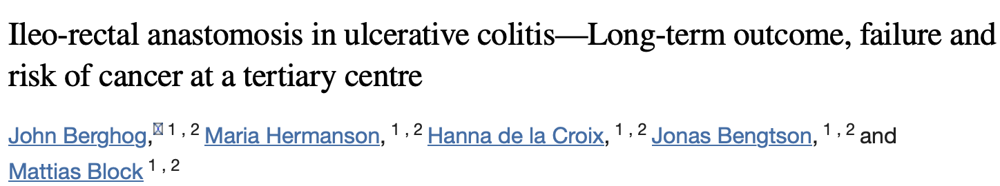 Ileo-rectal anastomosis in ulcerative colitis—Long-term outcome, failure and
risk of cancer at a tertiary centre
John Berghog, 1 , 2 Maria Hermanson, 1 , 2 Hanna de la Croix, 1 , 2 Jonas Bengtson, 1 , 2 and
Mattias Block 1 , 2